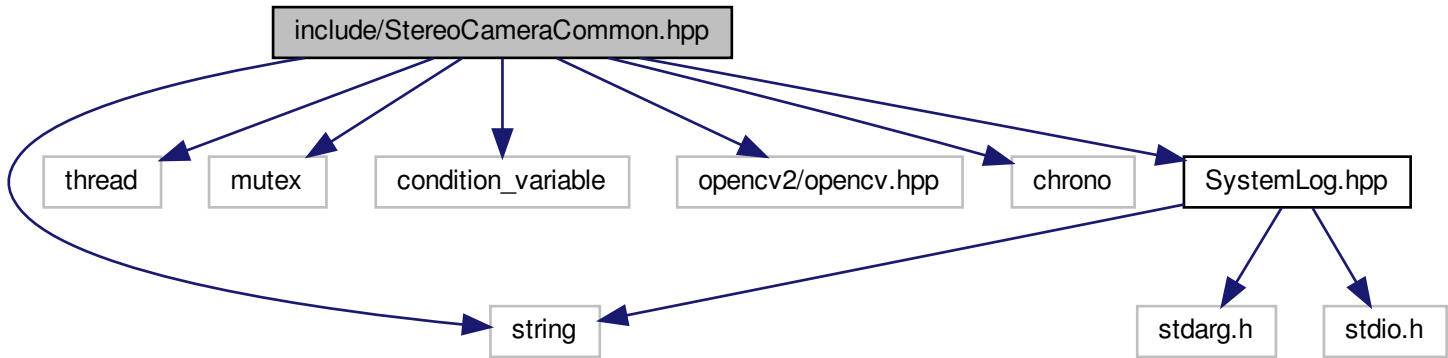 include/StereoCameraCommon.hpp
thread
mutex
condition_variable
opencv2/opencv.hpp
chrono
SystemLog.hpp
string
stdarg.h
stdio.h